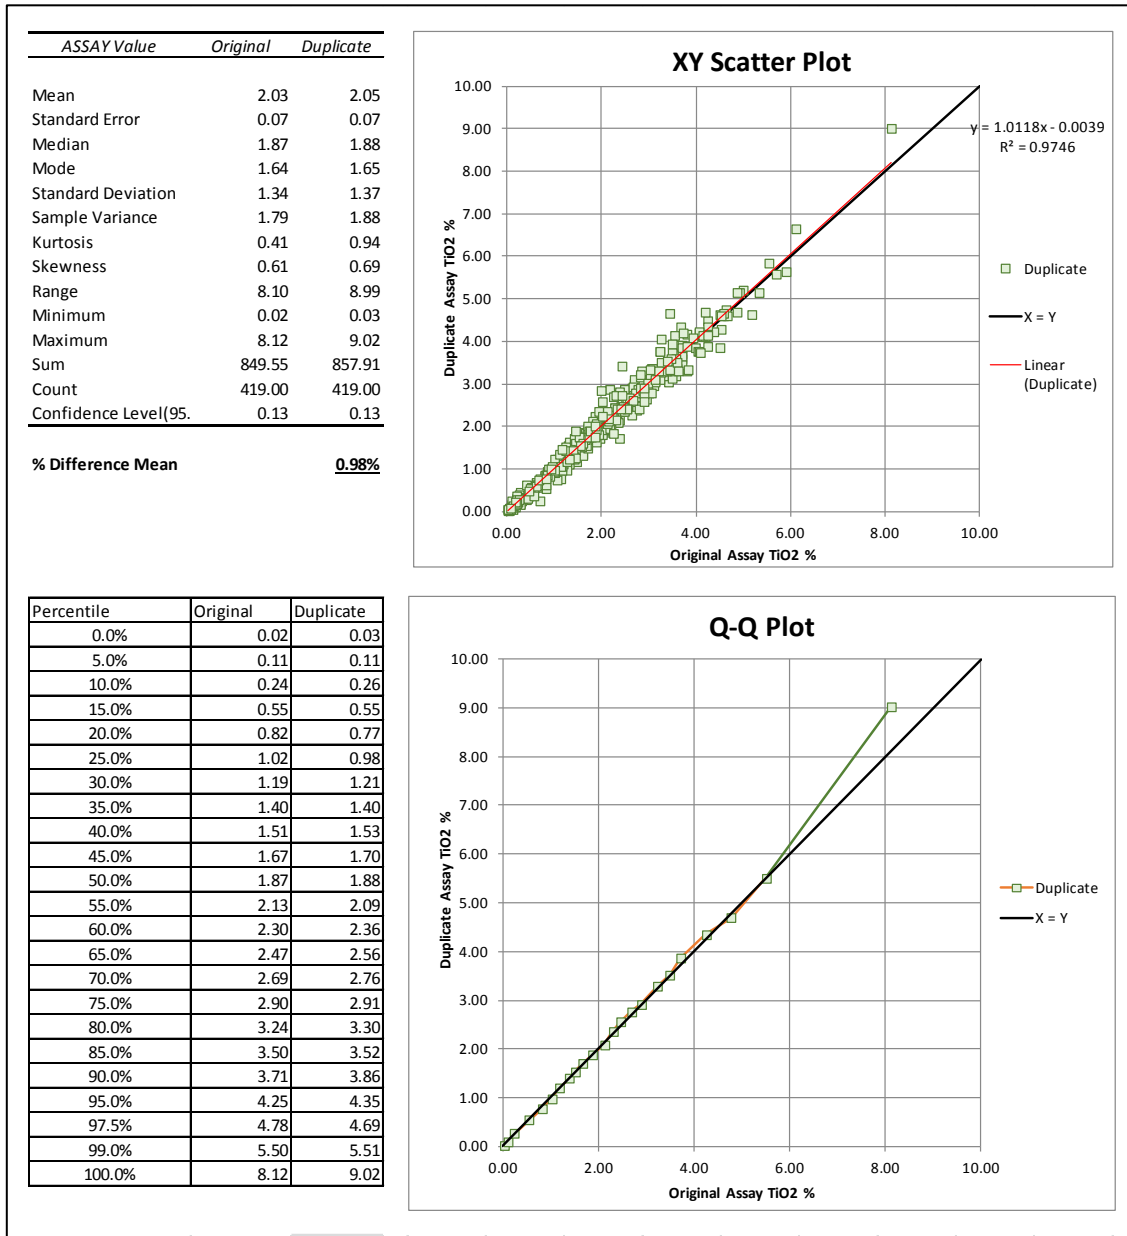 ASSAY Value Original Duplicate
Mean 2.03 2.05
Standard Error 0.07 0.07
Median 1.87 1.88
Mode 1.64 1.65
Standard Deviation 1.34 1.37
Sample Variance 1.79 1.88
Kurtosis 0.41 0.94
Skewness 0.61 0.69
Range 8.10 8.99
Minimum 0.02 0.03
Maximum 8.12 9.02
Sum 849.55 857.91
Count 419.00 419.00
Confidence Level(95. 0.13 0.13
% Difference Mean 0.98%
XY Scatter Plot
10.00
9.00
8.00
7.00
6.00
5.00
4.00
3.00
2.00
1.00
0.00
Duplicate Assay TiO2 %
0.00 2.00 4.00 6.00 8.00 10.00
Original Assay TiO2 %
y = 1.0118x - 0.0039
R² = 0.9746
Duplicate
X = Y
Linear
(Duplicate)
Percentile Original Duplicate
0.0% 0.02 0.03
5.0% 0.11 0.11
10.0% 0.24 0.26
15.0% 0.55 0.55
20.0% 0.82 0.77
25.0% 1.02 0.98
30.0% 1.19 1.21
35.0% 1.40 1.40
40.0% 1.51 1.53
45.0% 1.67 1.70
50.0% 1.87 1.88
55.0% 2.13 2.09
60.0% 2.30 2.36
65.0% 2.47 2.56
70.0% 2.69 2.76
75.0% 2.90 2.91
80.0% 3.24 3.30
85.0% 3.50 3.52
90.0% 3.71 3.86
95.0% 4.25 4.35
97.5% 4.78 4.69
99.0% 5.50 5.51
100.0% 8.12 9.02
Q-Q Plot
10.00
9.00
8.00
7.00
6.00
5.00
4.00
3.00
2.00
1.00
0.00
Duplicate Assay TiO2 %
0.00 2.00 4.00 6.00 8.00 10.00
Original Assay TiO2 %
Duplicate
X = Y